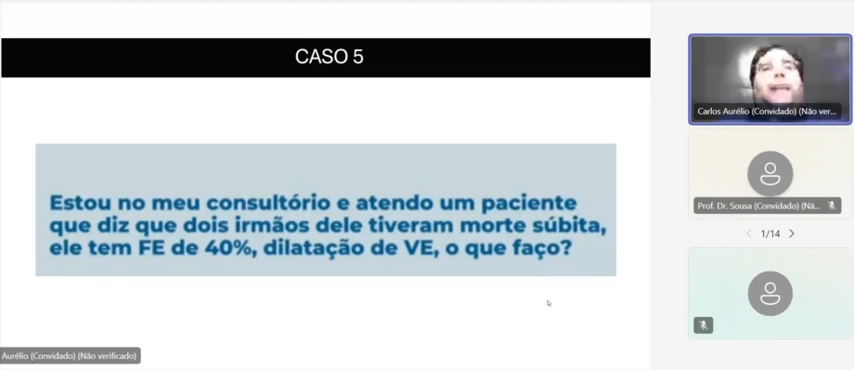 CASO 5
Estou no meu consultório e atendo um paciente
que diz que dois irmãos dele tiveram morte súbita,
ele tem FE de 40%, dilatação de VE, o que faço?
Aurélio (Convidado) (Não verificado)
Carlos Aurélio (Convidado) (Não ver...
Prof. Dr. Sousa (Convidado) (Nã...
1/14